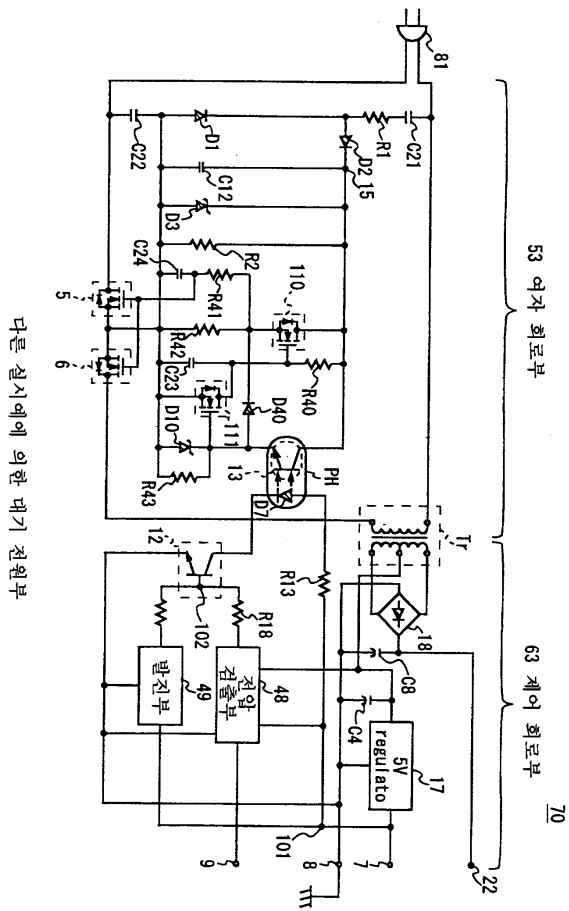 70
53 여자 회로부
63 제어 회로부
81
C21
R1
D2
15
D1
C22
C12
D3
R2
C24
R41
110
5
R42
6
C23
R40
111
D40
D10
R43
13
PH
D7
Tr
R13
12
102
R18
18
C8
C4
48
전압
검출부
49
발진부
5V
regulato
17
101
9
8
7
22
다른 실시예에 의한 대기 전원부